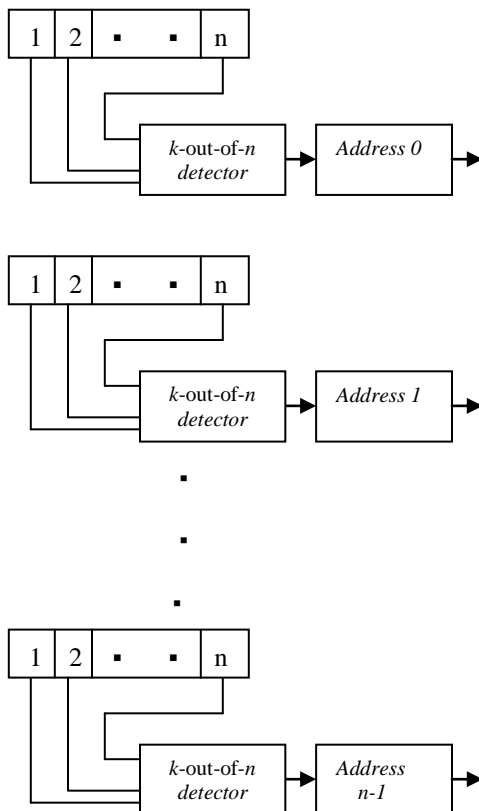 1 2 ▪ ▪ n
k-out-of-n
detector
Address 0
1 2 ▪ ▪ n
k-out-of-n
detector
Address 1
▪
▪
▪
1 2 ▪ ▪ n
k-out-of-n
detector
Address
n-1